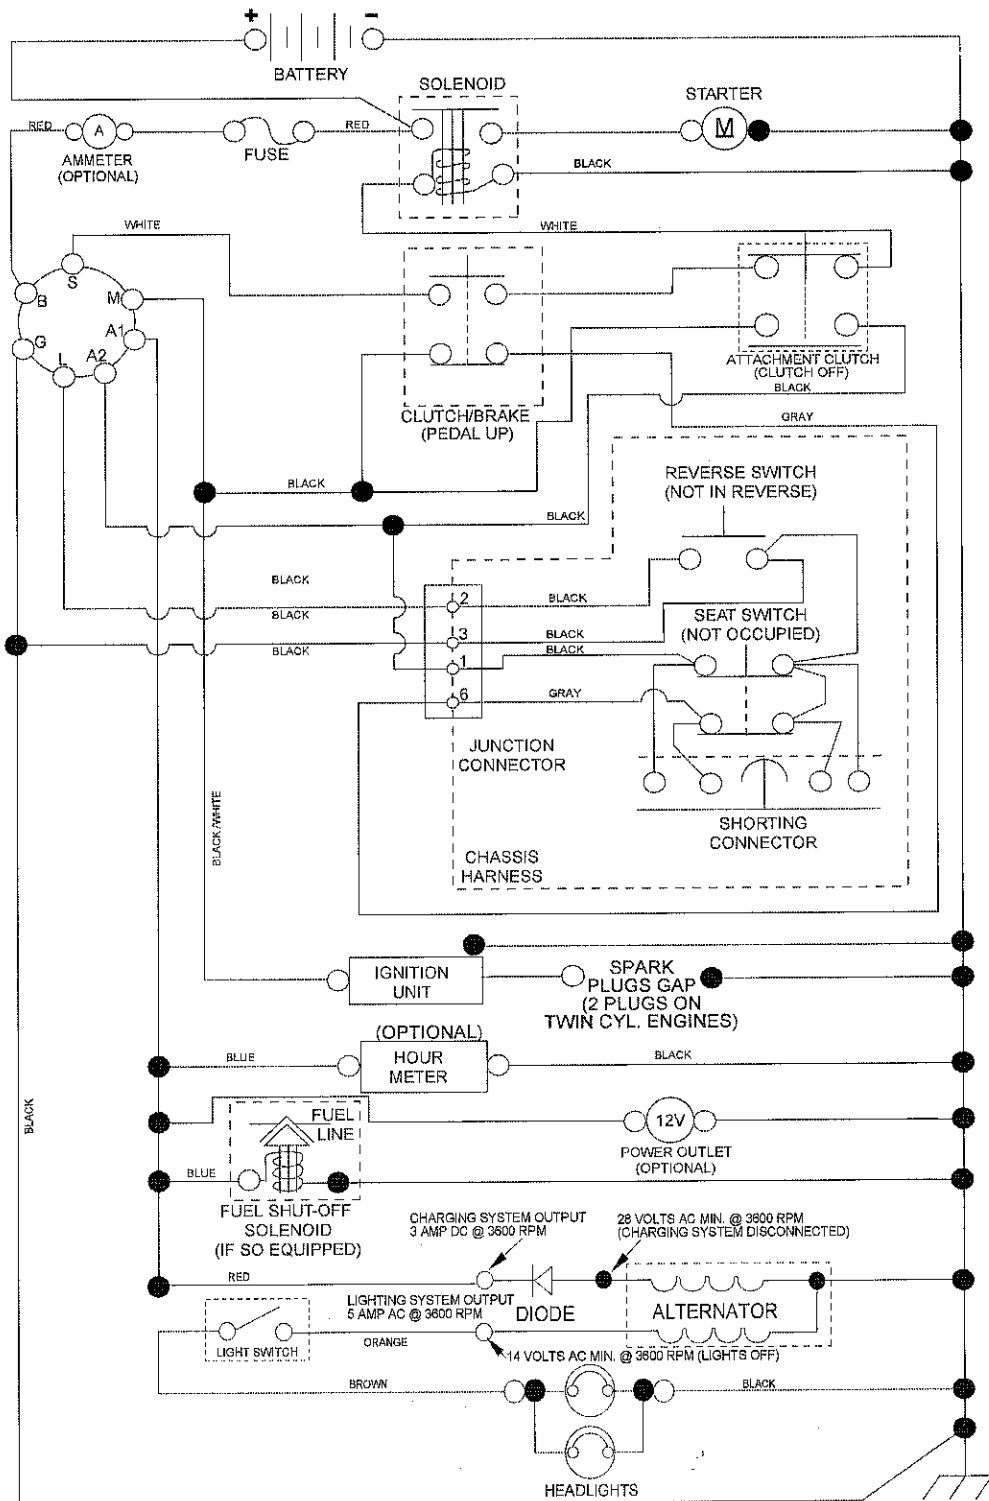 + -
BATTERY
SOLENOID
STARTER
RED
A
RED
M
FUSE
AMMETER
(OPTIONAL)
BLACK
WHITE
WHITE
S
B
M
G
A1
L
A2
ATTACHMENT CLUTCH
(CLUTCH OFF)
BLACK
CLUTCH/BRAKE
(PEDAL UP)
GRAY
REVERSE SWITCH
(NOT IN REVERSE)
BLACK
BLACK
BLACK
2
BLACK
BLACK
SEAT SWITCH
(NOT OCCUPIED)
3
BLACK
BLACK
1
BLACK
6
GRAY
JUNCTION
CONNECTOR
SHORTING
CONNECTOR
BLACK/WHITE
CHASSIS
HARNESS
IGNITION
UNIT
SPARK
PLUGS GAP
(2 PLUGS ON
TWIN CYL. ENGINES)
(OPTIONAL)
BLUE
HOUR
METER
BLACK
BLACK
FUEL
LINE
12V
POWER OUTLET
(OPTIONAL)
BLUE
FUEL SHUT-OFF
SOLENOID
(IF SO EQUIPPED)
CHARGING SYSTEM OUTPUT
3 AMP DC @ 3600 RPM
28 VOLTS AC MIN. @ 3600 RPM
(CHARGING SYSTEM DISCONNECTED)
RED
DIODE
ALTERNATOR
LIGHTING SYSTEM OUTPUT
5 AMP AC @ 3600 RPM
LIGHT SWITCH
ORANGE
14 VOLTS AC MIN. @ 3600 RPM (LIGHTS OFF)
BROWN
BLACK
HEADLIGHTS